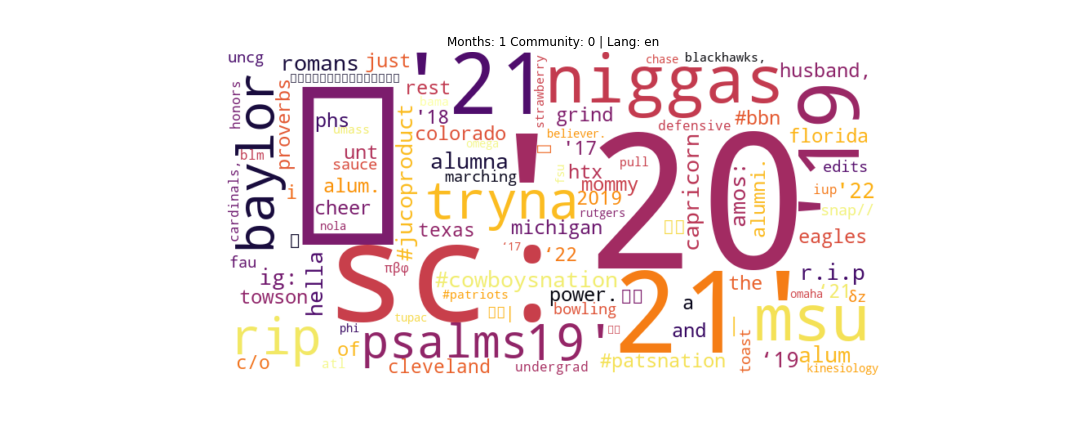 Months: 1 Community: 0 | Lang: en
uncg
romans
just
'21
niggas
chase
blackhawks,
husband,
honors
baylor
proverbs
phs
umass
unt
sauce
alum.
cheer
nola
rest
'18
colorado
#jucoproduct
strawberry
grind
believer.
defensive
#bbn
'19
florida
blm
i
alumna
marching
omega
'
'17
htx
mommy
pull
20
capricorn
amos:
alumni.
edits
iup
'22
snap//
cardinals,
tryna
fsu
2019
rutgers
texas
michigan
eagles
fau
ig:
hella
towson
πβφ
sc :
'17
‘22
#cowboysnation
#patriots
power.
bowling
21'
the
a
and
r.i.p
omaha
‘21
δz
msu
rip
c/o
atl
phi
of
tupac
psalms
19'
cleveland
undergrad
#patsnation
|
toast
‘19
alum
kinesiology